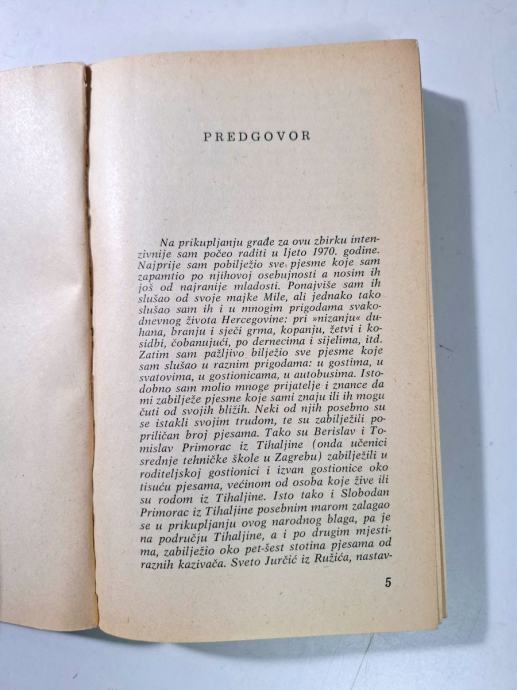 PREDGOVOR
Na prikupljanju građe za ovu zbirku inten-
zivnije sam počeo raditi u ljeto 1970. godine.
Najprije sam pobilježio sve pjesme koje sam
zapamtio po njihovoj osebujnosti a nosim ih
još od najranije mladosti. Ponajviše sam ih
slušao od svoje majke Mile, ali jednako tako
slušao sam ih i u mnogim prigodama svako-
dnevnog života Hercegovine: pri »nizanju« du-
hana, branju i sječi grma, kopanju, žetvi i ko-
sidbi, čobanujući, po dernecima i sijelima, itd.
Zatim sam pažljivo bilježio sve pjesme koje
sam slušao u raznim prigodama: u gostima, u
svatovima, u gostionicama, u autobusima. Isto-
dobno sam molio mnoge prijatelje i znance da
mi zabilježe pjesme koje sami znaju ili ih mogu
čuti od svojih bližih. Neki od njih posebno su
se istakli svojim trudom, te su zabilježili po-
priličan broj pjesama. Tako su Berislav i To-
mislav Primorac iz Tihaljine (onda učenici
srednje tehničke škole u Zagrebu) zabilježili u
roditeljskoj gostionici i izvan gostionice oko
tisuću pjesama, većinom od osoba koje žive ili
su rodom iz Tihaljine. Isto tako i Slobodan
Primorac iz Tihaljine posebnim marom zalagao
se u prikupljanju ovog narodnog blaga, pa je
na području Tihaljine, a i po drugim mjesti-
ma, zabilježio oko pet-šest stotina pjesama od
raznih kazivača. Sveto Jurčić iz Ružića, nastav-
5